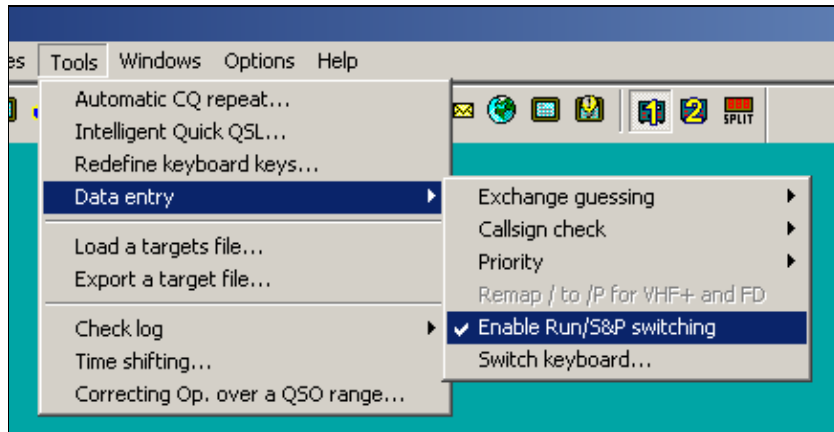 es Tools Windows Options Help
SPLIT
1 2
Automatic CQ repeat...
Intelligent Quick QSL...
Redefine keyboard keys...
Data entry
Load a targets file...
Export a target file...
Check log
Time shifting...
Correcting Op. over a QSO range...
Exchange guessing
Callsign check
Priority
Remap / to /P for VHF+ and FD
Enable Run/S&P switching
Switch keyboard...